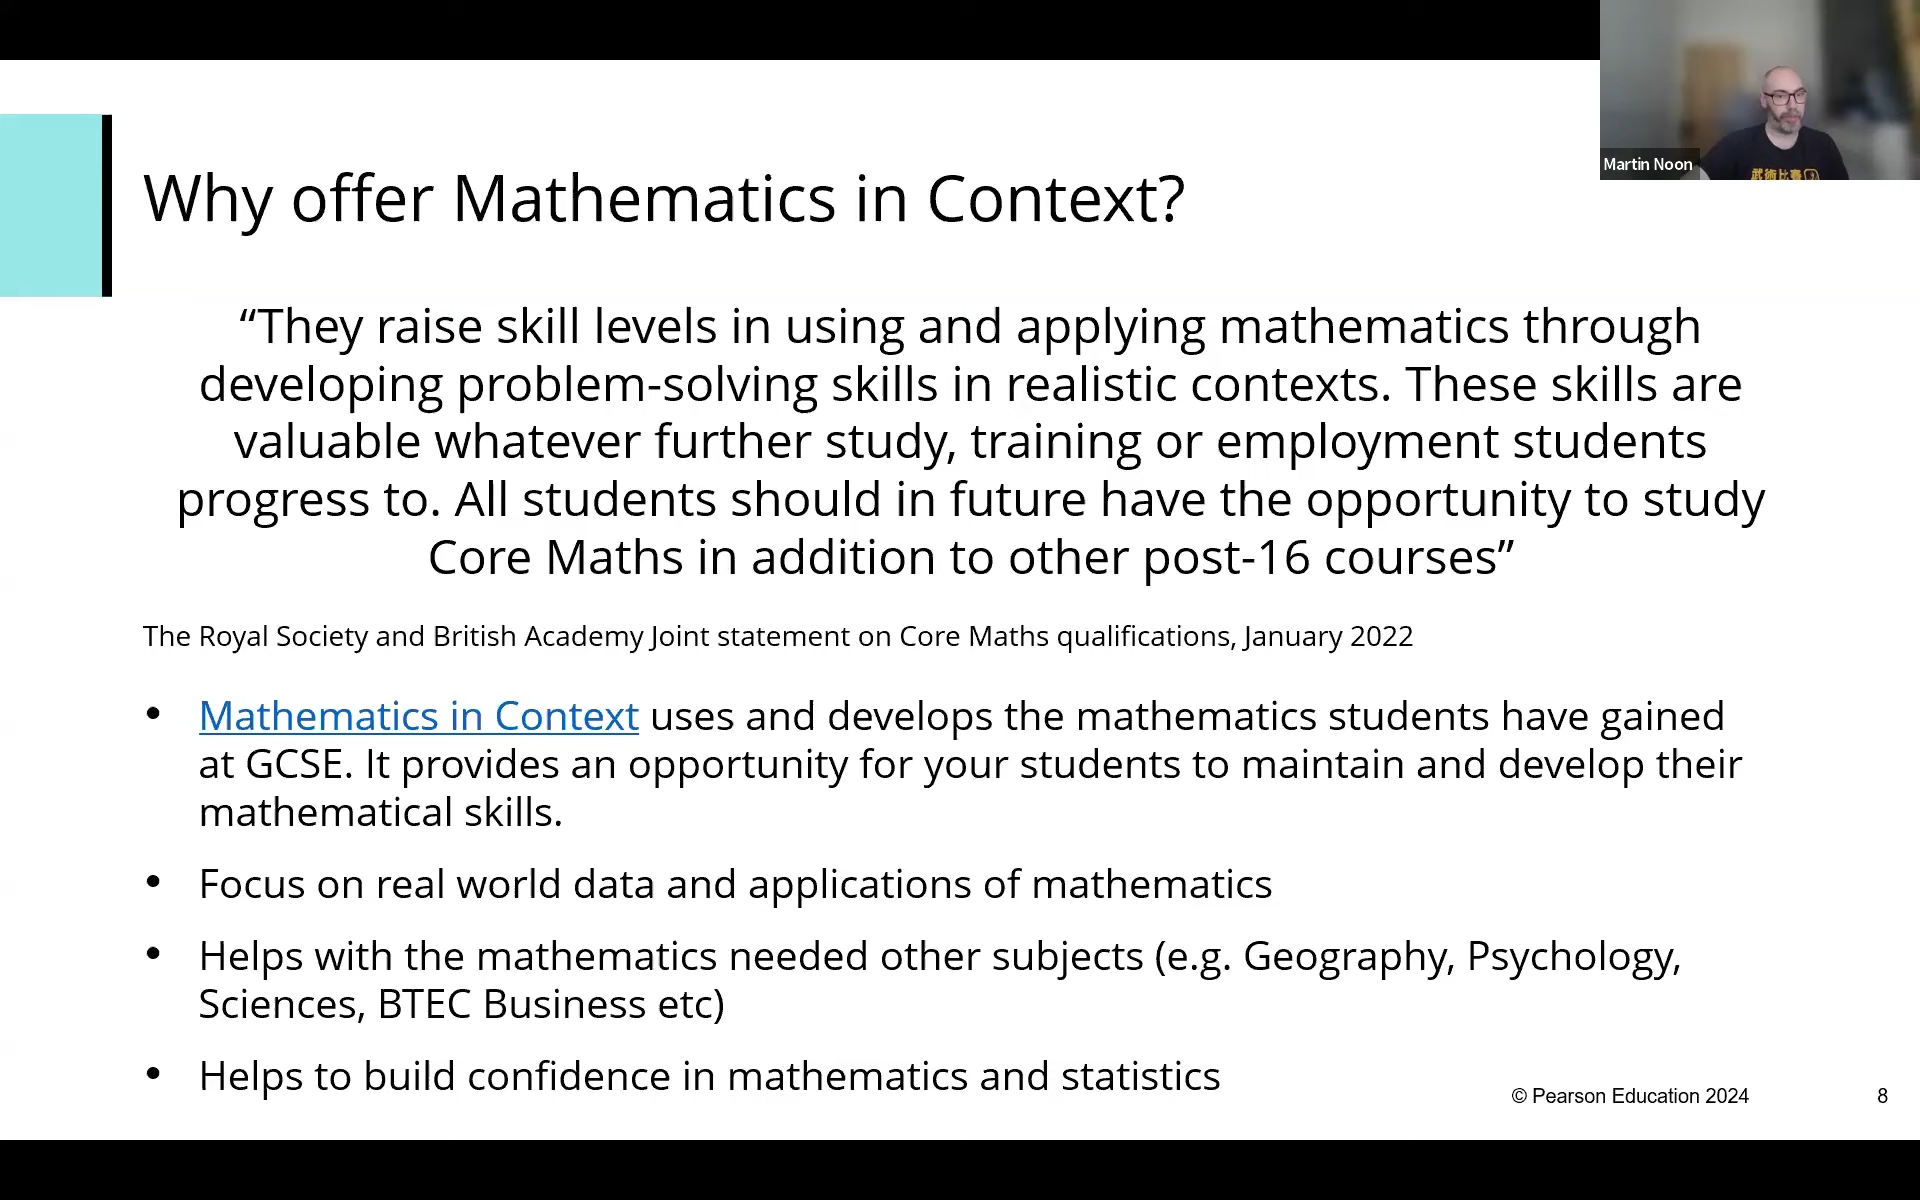 Martin Noon
武術比賽
Why offer Mathematics in Context?
“They raise skill levels in using and applying mathematics through
developing problem-solving skills in realistic contexts. These skills are
valuable whatever further study, training or employment students
progress to. All students should in future have the opportunity to study
Core Maths in addition to other post-16 courses”
The Royal Society and British Academy Joint statement on Core Maths qualifications, January 2022
• Mathematics in Context uses and develops the mathematics students have gained
at GCSE. It provides an opportunity for your students to maintain and develop their
mathematical skills.
• Focus on real world data and applications of mathematics
• Helps with the mathematics needed other subjects (e.g. Geography, Psychology,
Sciences, BTEC Business etc)
• Helps to build confidence in mathematics and statistics
© Pearson Education 2024
8